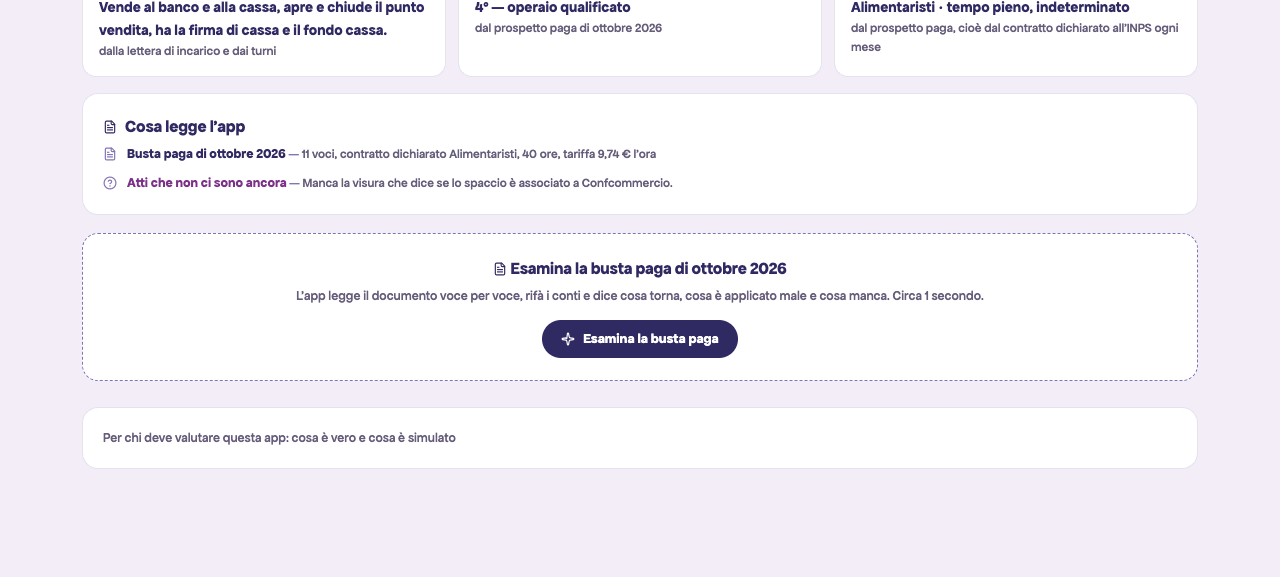 Vende al banco e alla cassa, apre e chiude il punto
vendita, ha la firma di cassa e il fondo cassa.
dalla lettera di incarico e dai turni
4° — operaio qualificato
dal prospetto paga di ottobre 2026
Alimentaristi · tempo pieno, indeterminato
dal prospetto paga, cioè dal contratto dichiarato all'INPS ogni
mese
Cosa legge l'app
Busta paga di ottobre 2026 — 11 voci, contratto dichiarato Alimentaristi, 40 ore, tariffa 9,74 € l'ora
Atti che non ci sono ancora — Manca la visura che dice se lo spaccio è associato a Confcommercio.
Esamina la busta paga di ottobre 2026
L'app legge il documento voce per voce, rifà i conti e dice cosa torna, cosa è applicato male e cosa manca. Circa 1 secondo.
Esamina la busta paga
Per chi deve valutare questa app: cosa è vero e cosa è simulato